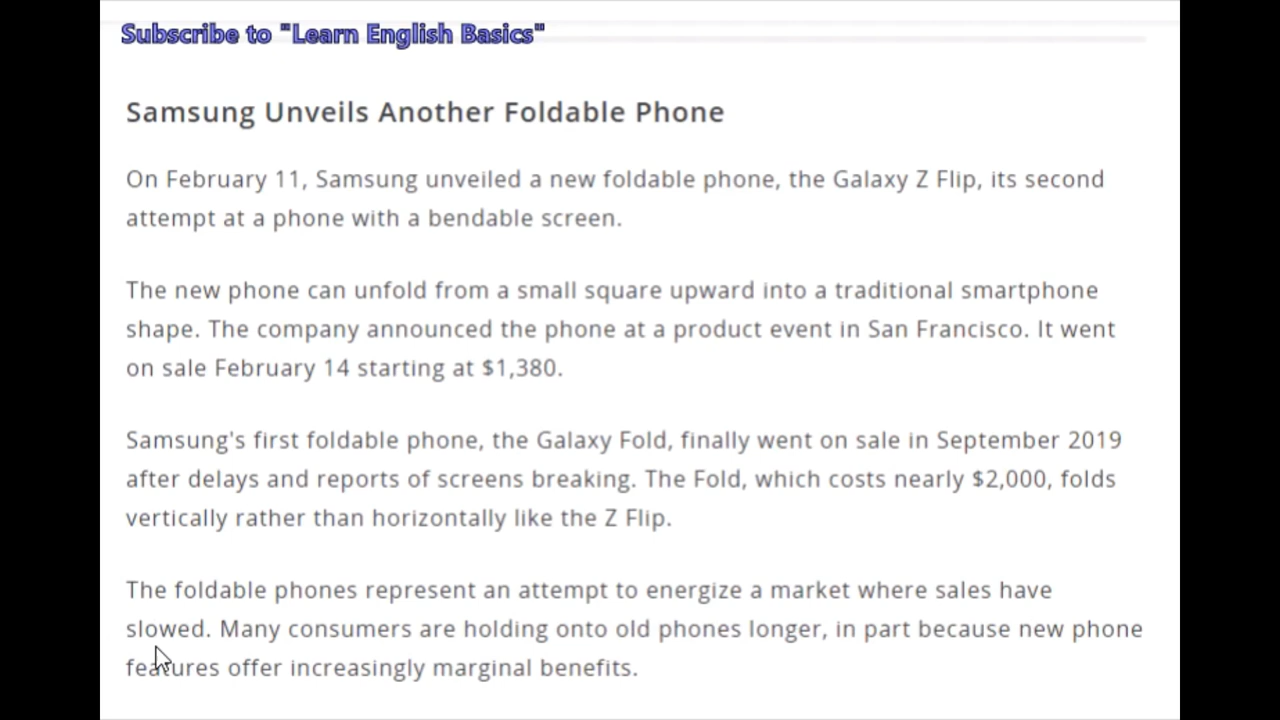 Subscribe to "Learn English Basics"
Samsung Unveils Another Foldable Phone
On February 11, Samsung unveiled a new foldable phone, the Galaxy Z Flip, its second
attempt at a phone with a bendable screen.
The new phone can unfold from a small square upward into a traditional smartphone
shape. The company announced the phone at a product event in San Francisco. It went
on sale February 14 starting at $1,380.
Samsung's first foldable phone, the Galaxy Fold, finally went on sale in September 2019
after delays and reports of screens breaking. The Fold, which costs nearly $2,000, folds
vertically rather than horizontally like the Z Flip.
The foldable phones represent an attempt to energize a market where sales have
slowed. Many consumers are holding onto old phones longer, in part because new phone
features offer increasingly marginal benefits.